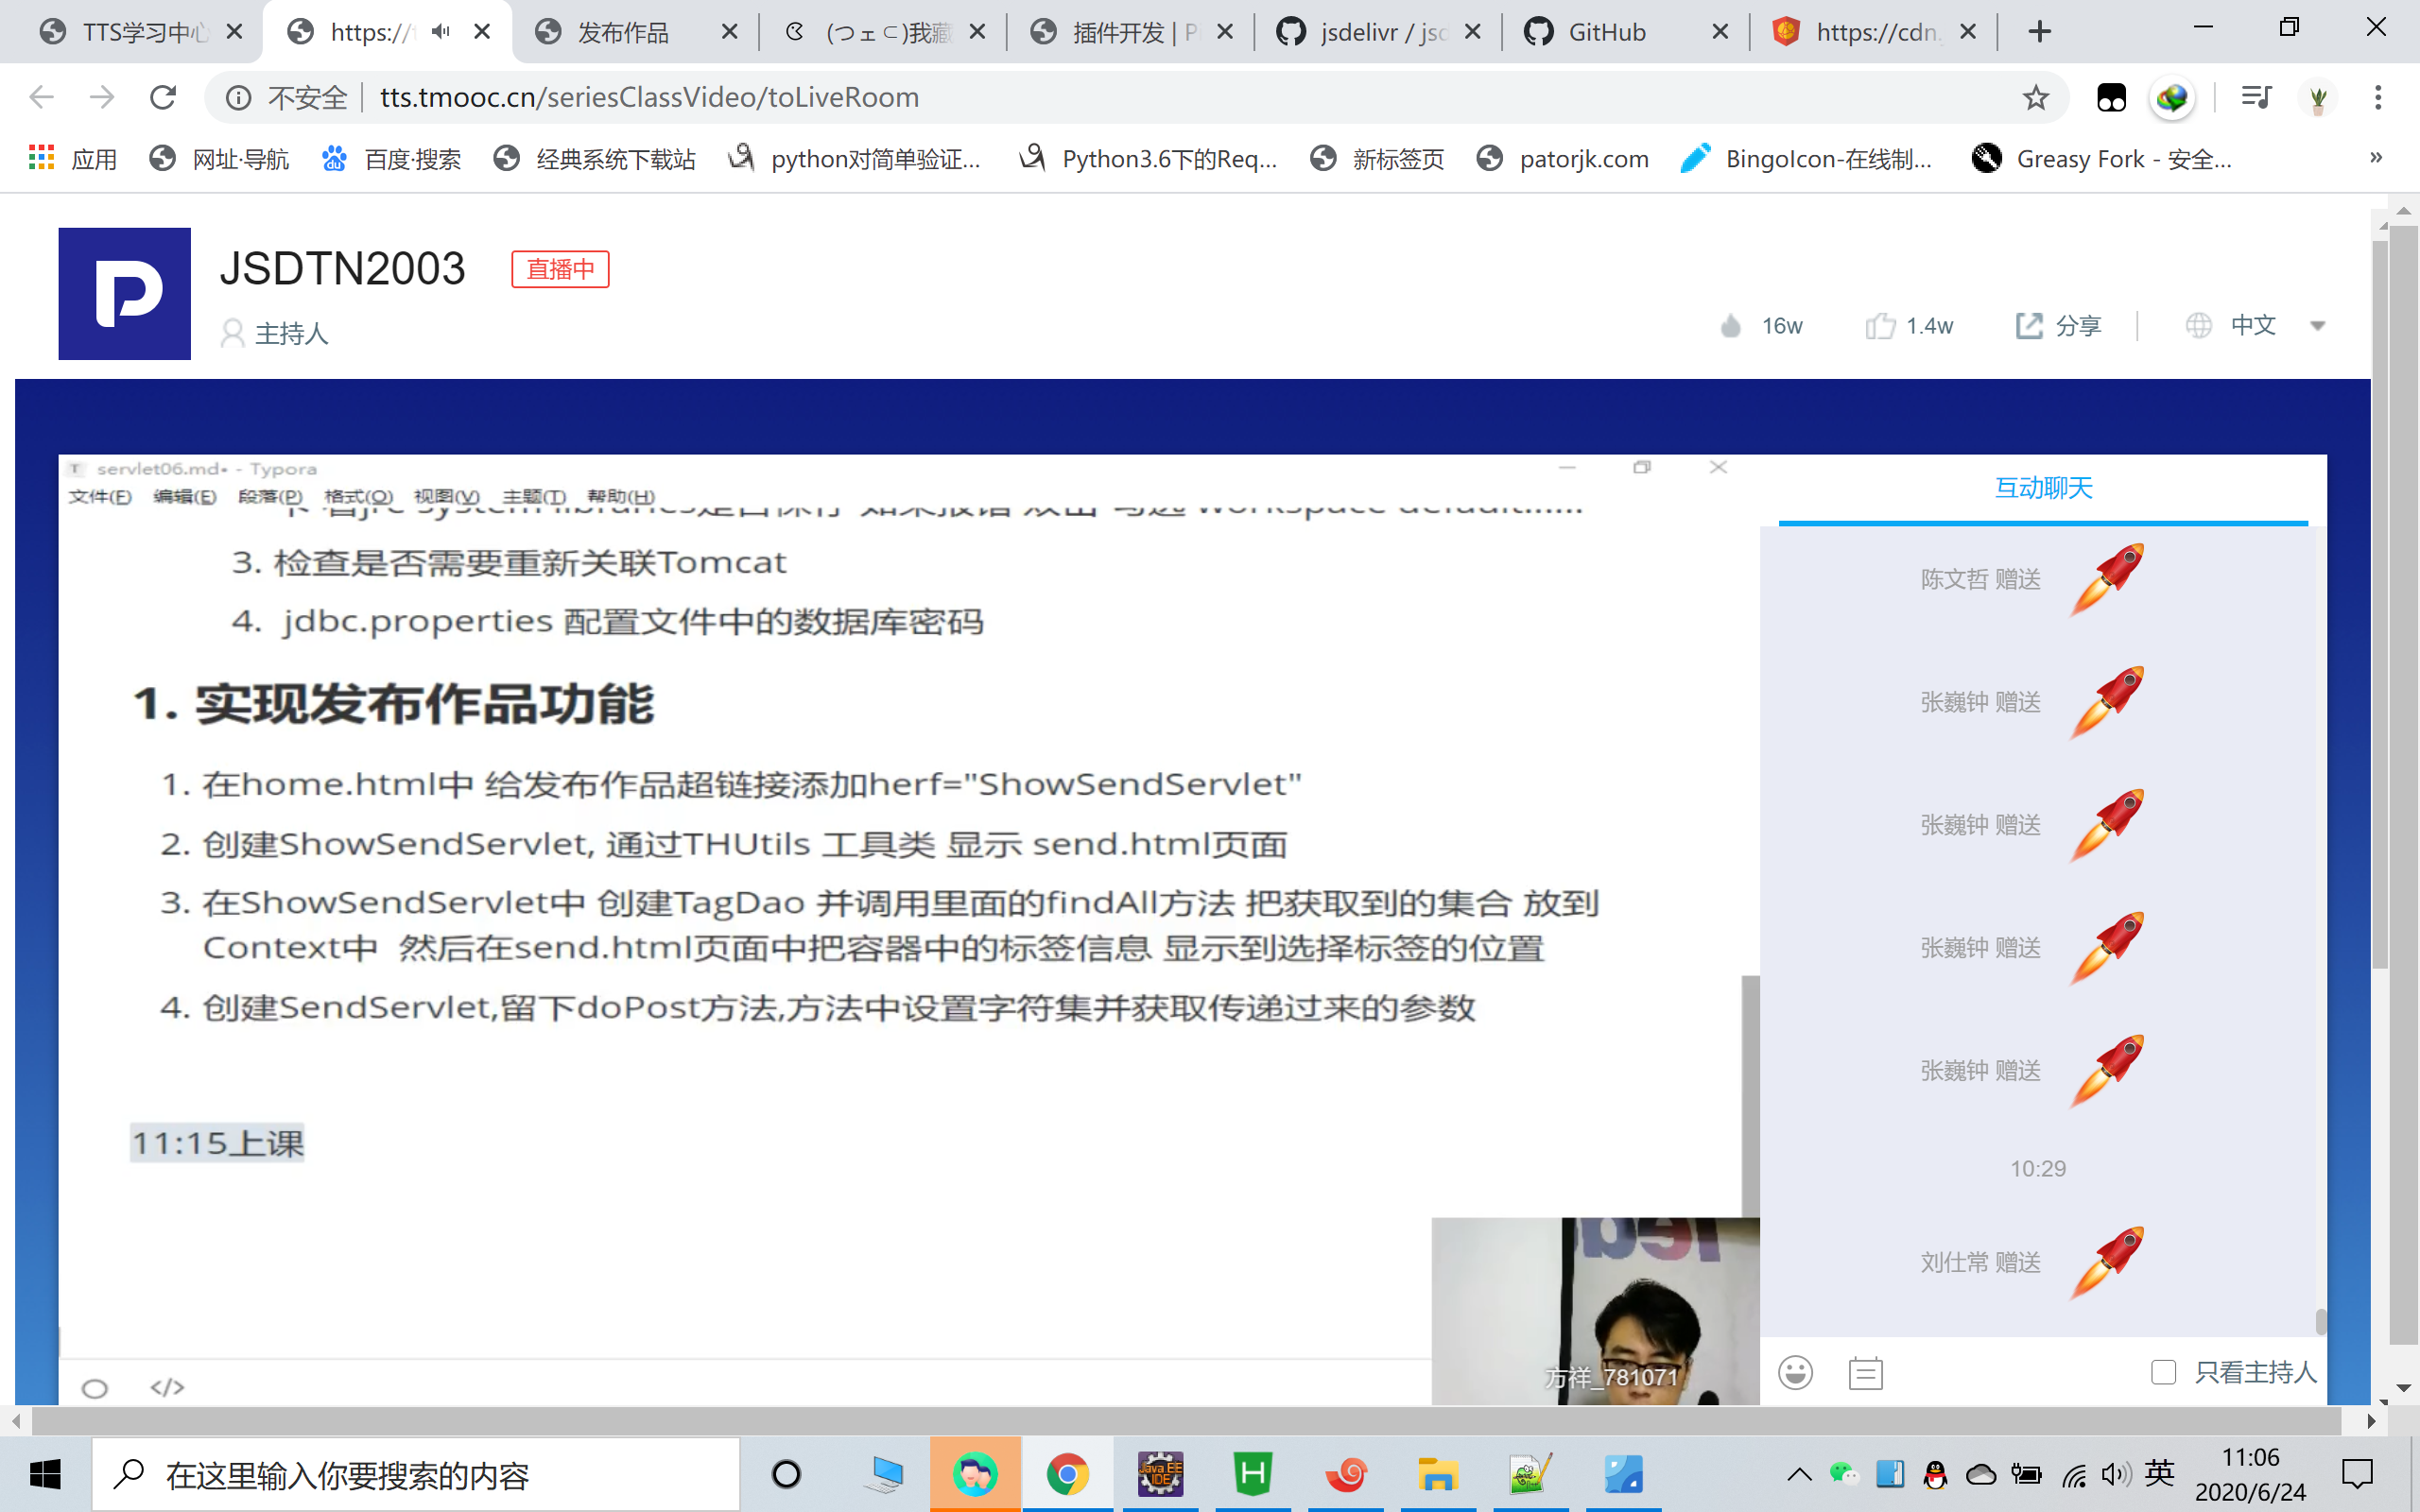 TTS学习中心
https://
发布作品
(つェ⊂)我藏
插件开发 | P
jsdelivr / jsd
GitHub
https://cdn.
不安全
tts.tmooc.cn/seriesClassVideo/toLiveRoom
应用
网址·导航
百度·搜索
经典系统下载站
python对简单验证...
Python3.6下的Req...
新标签页
patorjk.com
BingoIcon-在线制...
Greasy Fork - 安全...
»
JSDTN2003
直播中
主持人
16w
1.4w
分享
中文
servlet06.md• - Typora
文件(F) 编辑(E) 段落(P) 格式(O) 视图(V) 主题(T) 帮助(H)
3. 检查是否需要重新关联Tomcat
4. jdbc.properties 配置文件中的数据库密码
1. 实现发布作品功能
1. 在home.html中 给发布作品超链接添加herf="ShowSendServlet"
2. 创建ShowSendServlet, 通过THUtils 工具类 显示 send.html页面
3. 在ShowSendServlet中 创建TagDao 并调用里面的findAll方法 把获取到的集合 放到
Context中 然后在send.html页面中把容器中的标签信息 显示到选择标签的位置
4. 创建SendServlet,留下doPost方法,方法中设置字符集并获取传递过来的参数
11:15上课
</>
方祥_781071
互动聊天
陈文哲 赠送
张巍钟 赠送
张巍钟 赠送
张巍钟 赠送
张巍钟 赠送
10:29
刘仕常 赠送
只看主持人
在这里输入你要搜索的内容
Java EE
IDE
英
11:06
2020/6/24